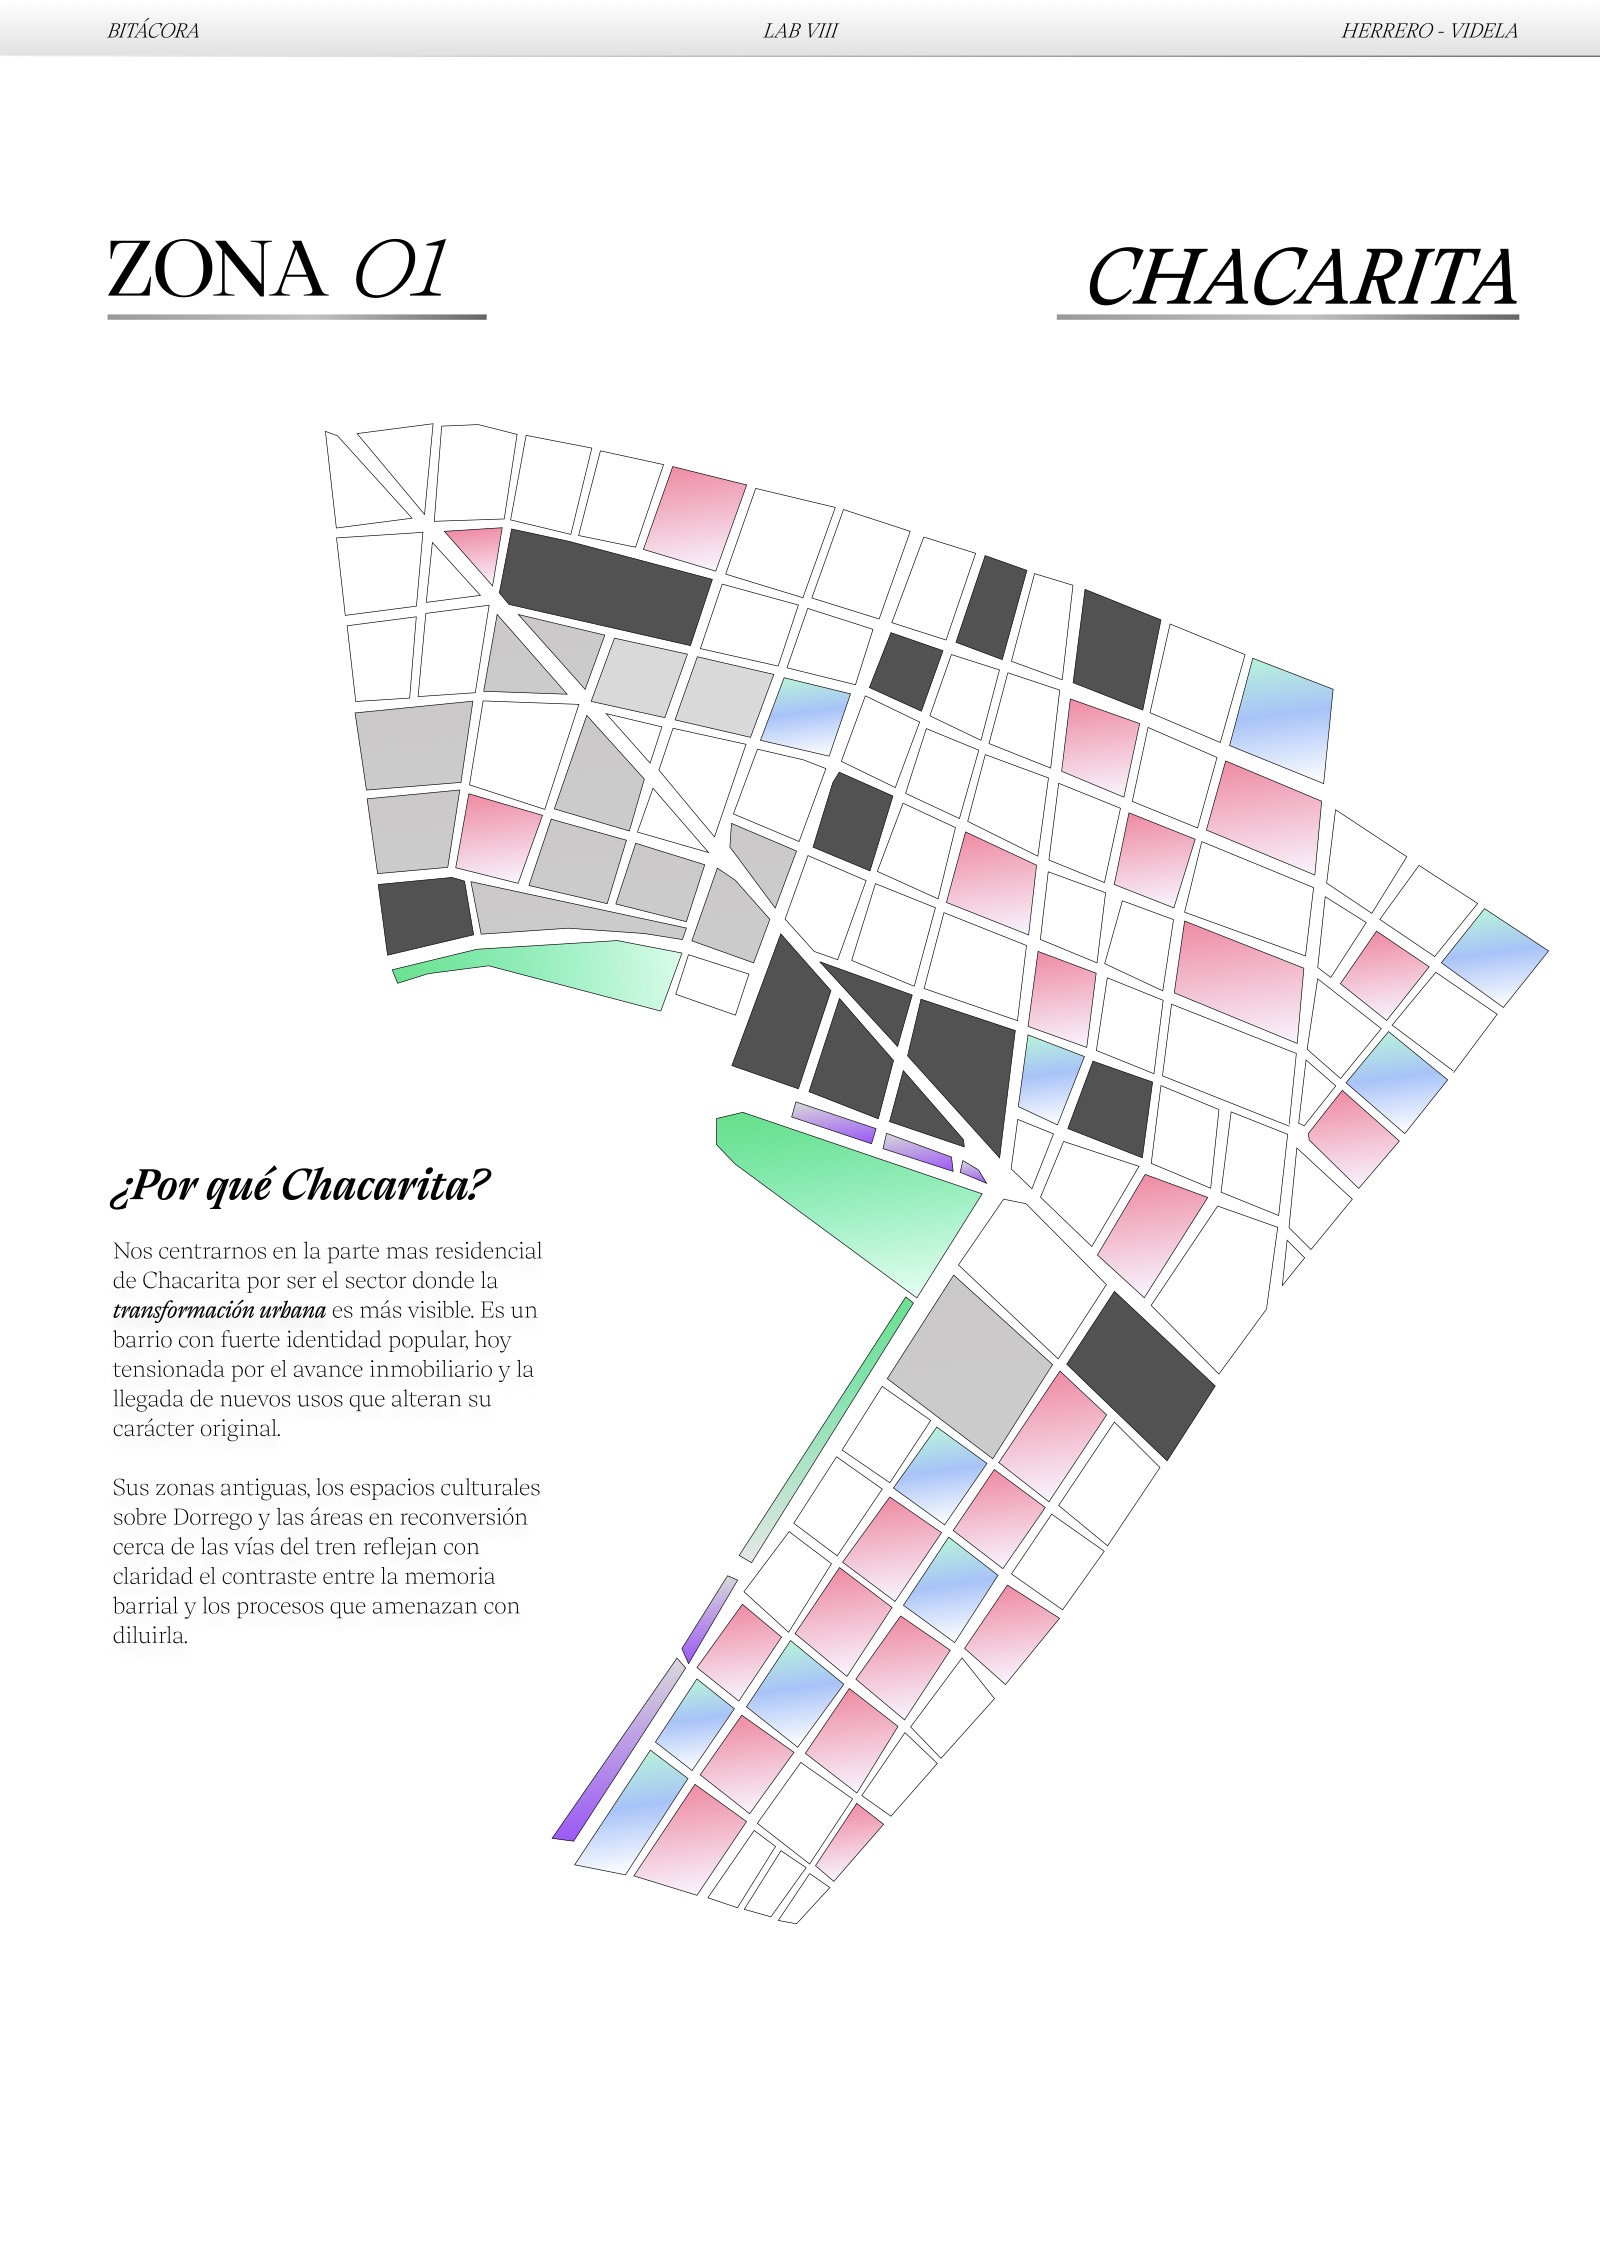 BITÁCORA
LAB VIII
HERRERO - VIDELA
ZONA 01
CHACARITA
¿Por qué Chacarita?
Nos centrarnos en la parte mas residencial
de Chacarita por ser el sector donde la
transformación urbana es más visible. Es un
barrio con fuerte identidad popular, hoy
tensionada por el avance inmobiliario y la
llegada de nuevos usos que alteran su
carácter original.
Sus zonas antiguas, los espacios culturales
sobre Dorrego y las áreas en reconversión
cerca de las vías del tren reflejan con
claridad el contraste entre la memoria
barrial y los procesos que amenazan con
diluirla.